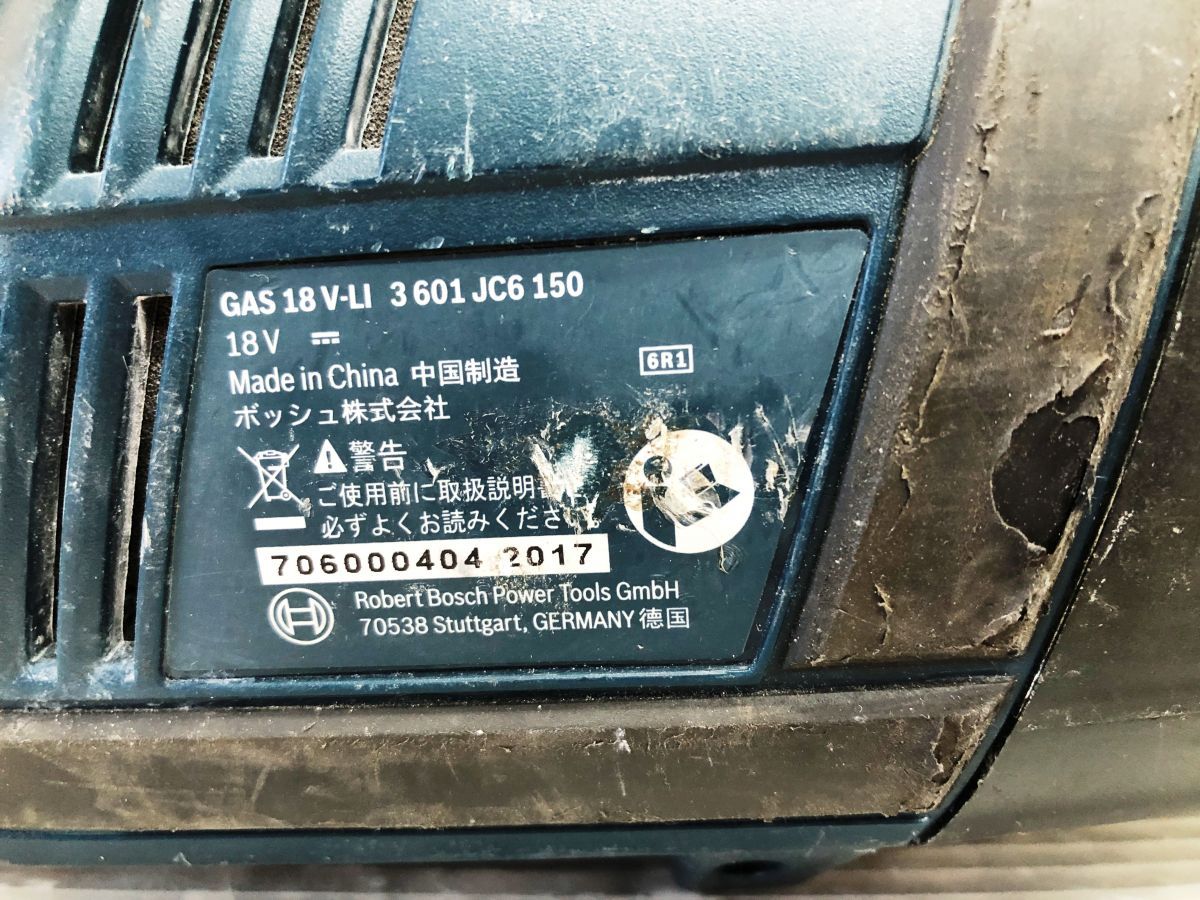 GAS 18 V-LI 3 601 JC6 150
18 V
6R1
Made in China 中国制造
ボッシュ株式会社
警告
ご使用前に取扱説明書
必ずよくお読みくださ
706000404 2017
Robert Bosch Power Tools GmbH
70538 Stuttgart, GERMANY 德国